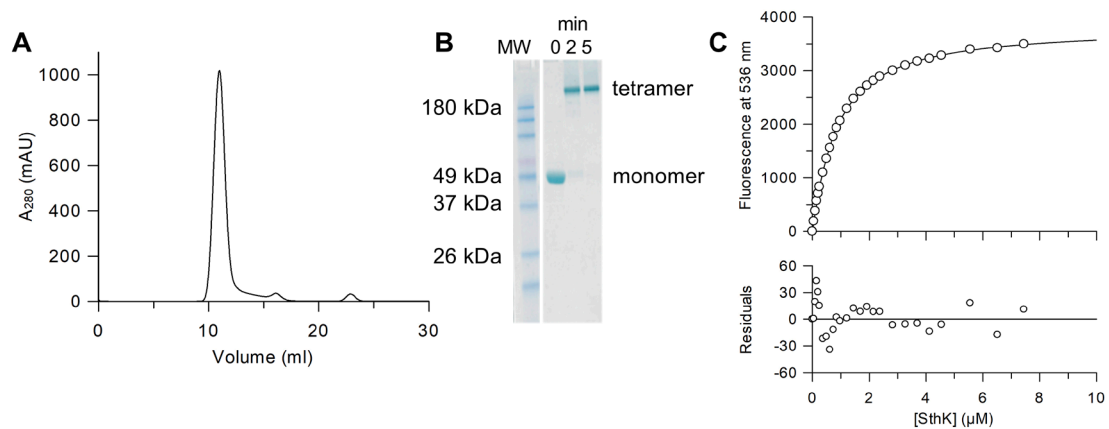 A
A280 (mAU)
1000
800
600
400
200
0
0 10 20 30
Volume (ml)
B
min
MW 0 2 5
180 kDa
49 kDa
37 kDa
26 kDa
tetramer
monomer
C
Fluorescence at 536 nm
4000
3000
2000
1000
0
Residuals
60
30
0
-30
-60
0 2 4 6 8 10
[SthK] (µM)